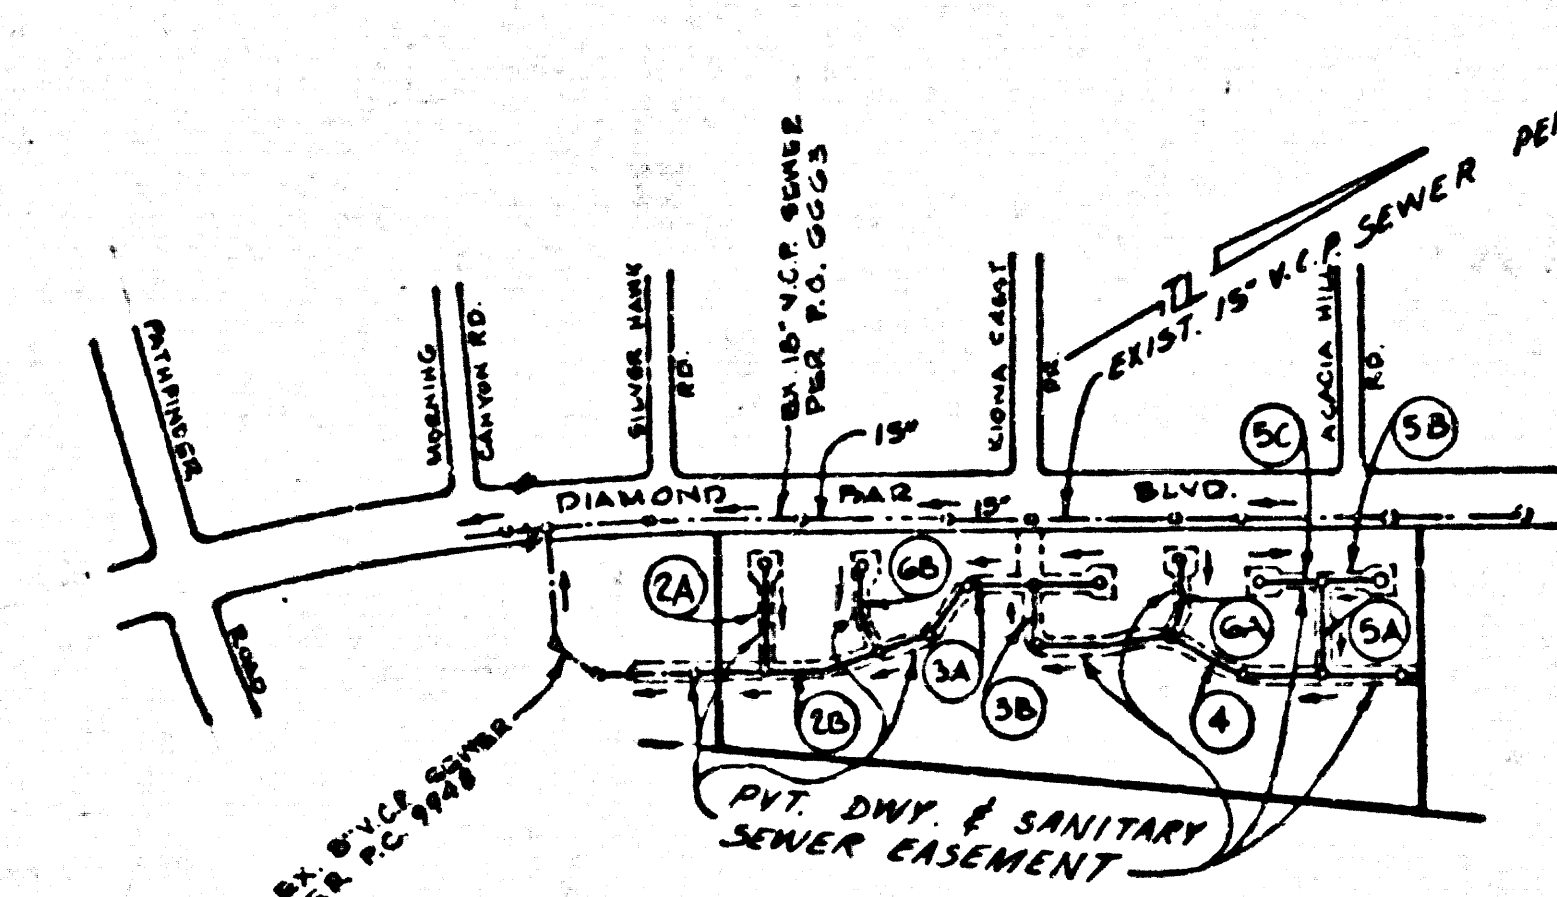 PATHFINDER
ROAD
MORNING
CANYON RD.
SILVER HAWK
RD.
EX. 18" V.C.P. SEWER
PER P.C. 6663
15"
KIONA CREST
DR.
EXIST. 15" V.C.P. SEWER PER
ACACIA HILL
RD.
5C
5B
DIAMOND BAR BLVD.
15"
2A
6B
3A
3B
6A
5A
2B
4
EX. 8" V.C.P. SEWER
PER P.C. 9948
PVT. DWY. & SANITARY
SEWER EASEMENT